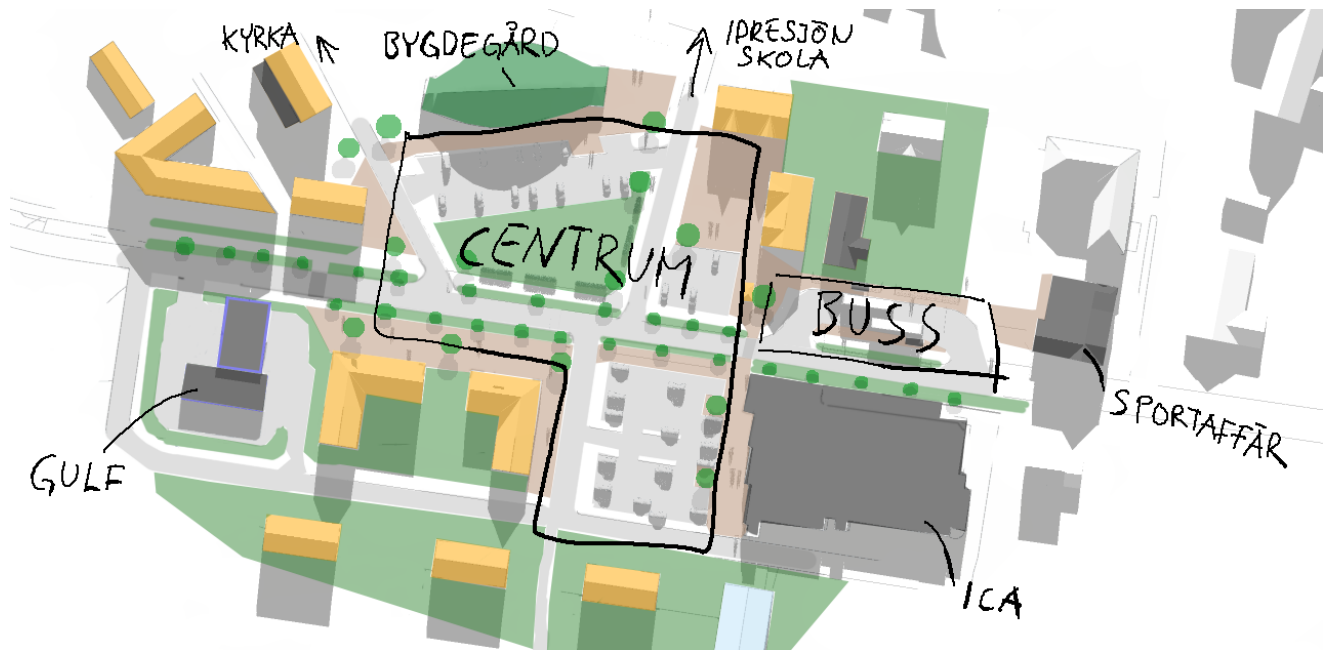 KYRKA
BYGDEGÅRD
IPRESJÖN
SKOLA
CENTRUM
BUSS
SPORTAFFÄR
GULF
ICA